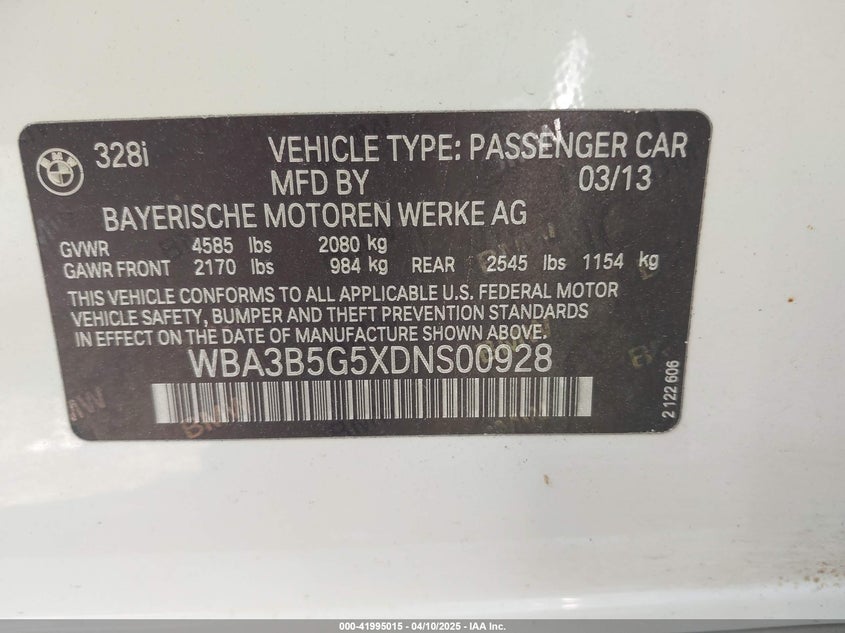 BMW
328i VEHICLE TYPE: PASSENGER CAR
MFD BY 03/13
BAYERISCHE MOTOREN WERKE AG
GVWR 4585 lbs 2080 kg
GAWR FRONT 2170 lbs 984 kg REAR 2545 lbs 1154 kg
THIS VEHICLE CONFORMS TO ALL APPLICABLE U.S. FEDERAL MOTOR
VEHICLE SAFETY, BUMPER AND THEFT PREVENTION STANDARDS
IN EFFECT ON THE DATE OF MANUFACTURE SHOWN ABOVE.
WBA3B5G5XDNS00928
2 122 606
000-41995015 - 04/10/2025 - IAA Inc.